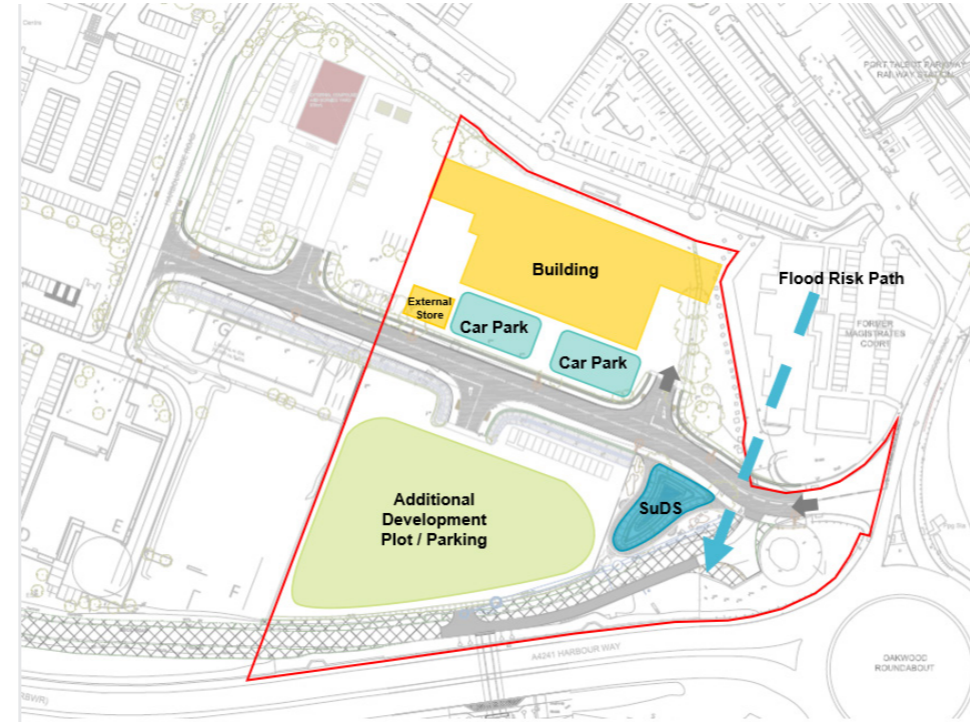 Centre
PORT TALBOT PARKWAY
RAILWAY STATION
Building
Flood Risk Path
External
Store
Car Park
Car Park
FORMER
MAGISTRATES
COURT
G
Additional
Development
Plot / Parking
SuDS
E
F
F
A4241 HARBOUR WAY
OAKWOOD
ROUNDABOUT